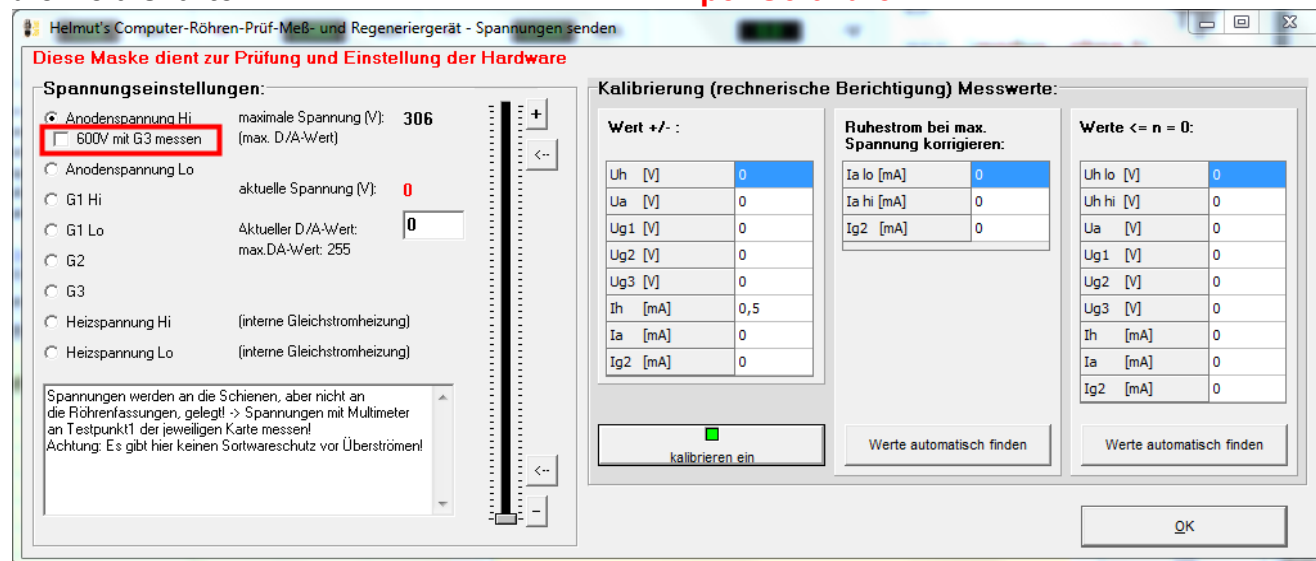 Helmut's Computer-Röhren-Prüf-Meß- und Regeneriergerät - Spannungen senden
Diese Maske dient zur Prüfung und Einstellung der Hardware
Spannungseinstellungen:
Anodenspannung Hi
600V mit G3 messen
Anodenspannung Lo
G1 Hi
G1 Lo
G2
G3
Heizspannung Hi (interne Gleichstromheizung)
Heizspannung Lo (interne Gleichstromheizung)
maximale Spannung (V): 306
(max. D/A-Wert)
aktuelle Spannung (V): 0
Aktueller D/A-Wert: 0
max.DA-Wert: 255
+
<--
<--
-
Spannungen werden an die Schienen, aber nicht an
die Röhrenfassungen, gelegt! -> Spannungen mit Multimeter
an Testpunkt1 der jeweiligen Karte messen!
Achtung: Es gibt hier keinen Sortwareschutz vor Überströmen!
Kalibrierung (rechnerische Berichtigung) Messwerte:
Wert +/- :
Uh [V] 0
Ua [V] 0
Ug1 [V] 0
Ug2 [V] 0
Ug3 [V] 0
Ih [mA] 0,5
Ia [mA] 0
Ig2 [mA] 0
kalibrieren ein
Ruhestrom bei max.
Spannung korrigieren:
Ia lo [mA] 0
Ia hi [mA] 0
Ig2 [mA] 0
Werte automatisch finden
Werte <= n = 0:
Uh lo [V] 0
Uh hi [V] 0
Ua [V] 0
Ug1 [V] 0
Ug2 [V] 0
Ug3 [V] 0
Ih [mA] 0
Ia [mA] 0
Ig2 [mA] 0
Werte automatisch finden
OK